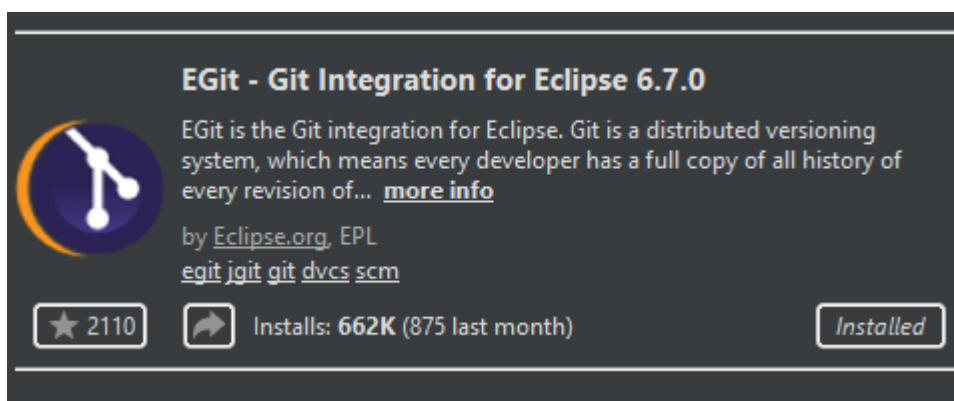 EGit - Git Integration for Eclipse 6.7.0
EGit is the Git integration for Eclipse. Git is a distributed versioning
system, which means every developer has a full copy of all history of
every revision of... more info
by Eclipse.org, EPL
egit jgit git dvcs scm
2110 Installs: 662K (875 last month) Installed